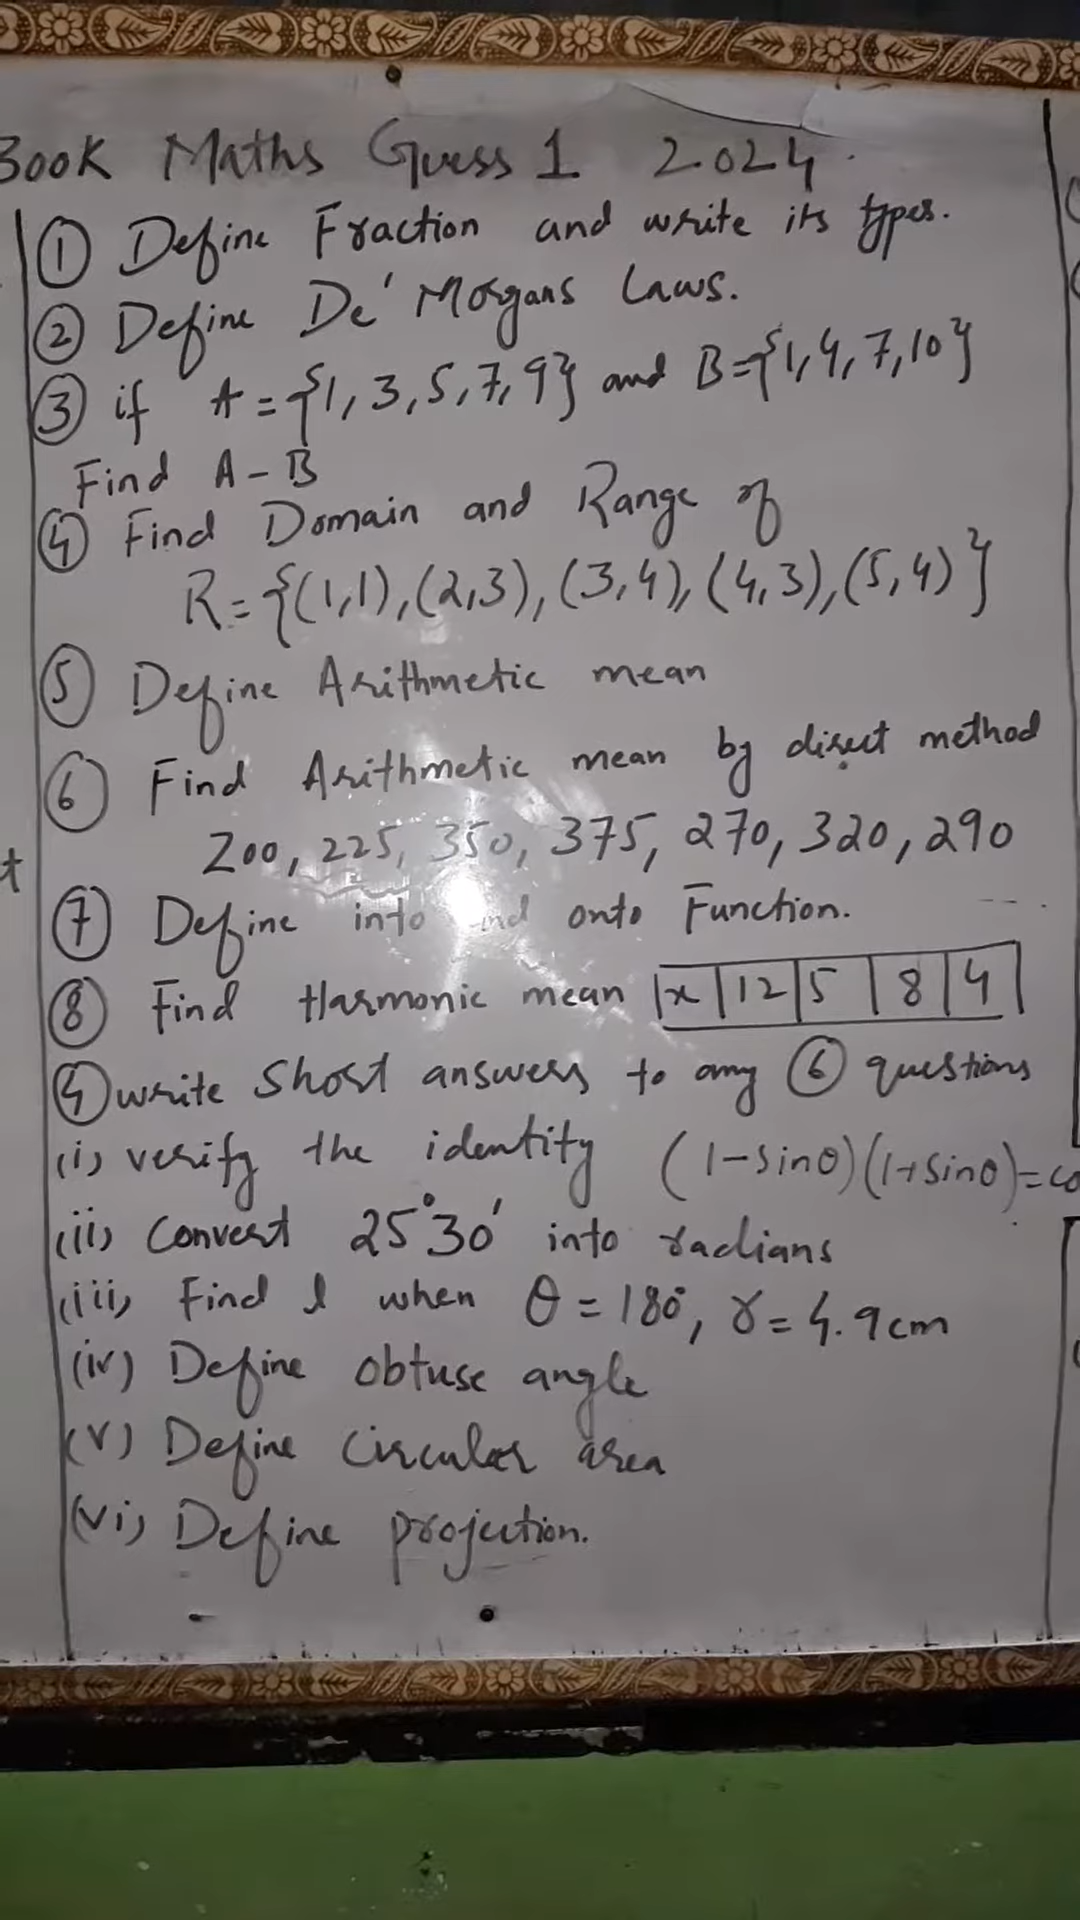 Book Maths Guess 1 2024.
① Define Fraction and write its types.
② Define De'Morgans Laws.
③ if A={1,3,5,7,9} and B={1,4,7,10}
Find A-B
④ Find Domain and Range of
R={(1,1),(2,3),(3,4),(4,3),(5,4)}
⑤ Define Arithmetic mean
⑥ Find Arithmetic mean by direct method
200, 225, 350, 375, 270, 320, 290
t
⑦ Define into and onto Function.
⑧ Find Harmonic mean x 12 5 8 4
④ write Short answers to any ⑥ questions
(i) verify the identity (1-sinθ)(1+sinθ)=co
(ii) Convert 25°30' into radians
(iii) Find l when θ=180°, r=4.9cm
(iv) Define obtuse angle
(v) Define circular area
(vi) Define projection.